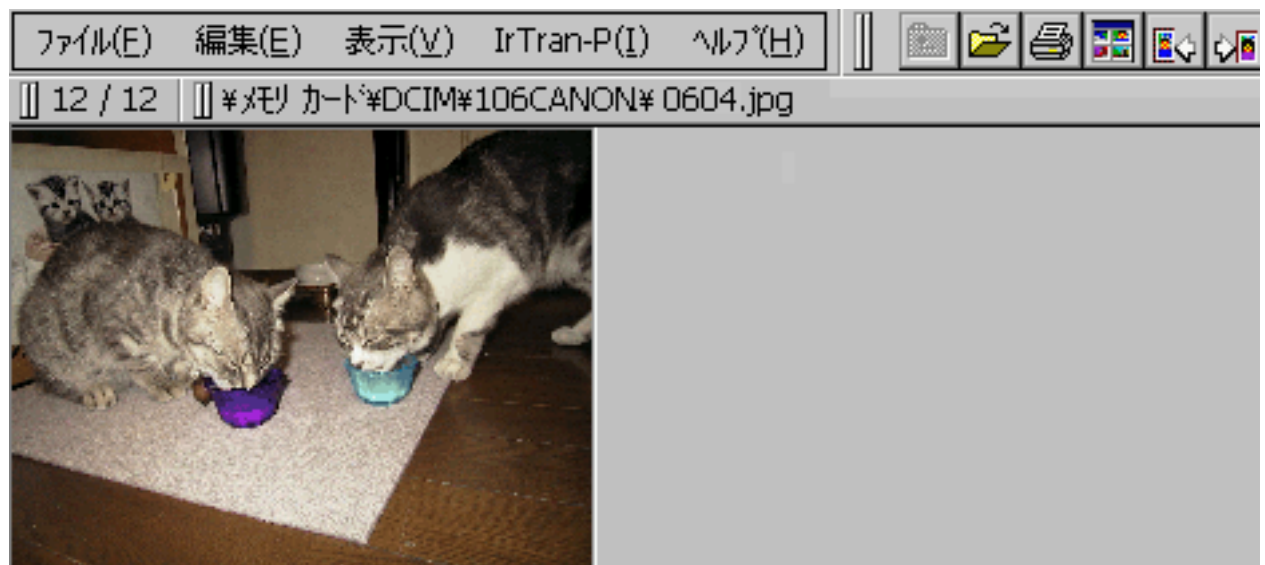 ファイル(F) 編集(E) 表示(V) IrTran-P(I) ヘルプ(H)
12 / 12 ¥メモリ カード¥DCIM¥106CANON¥ 0604.jpg